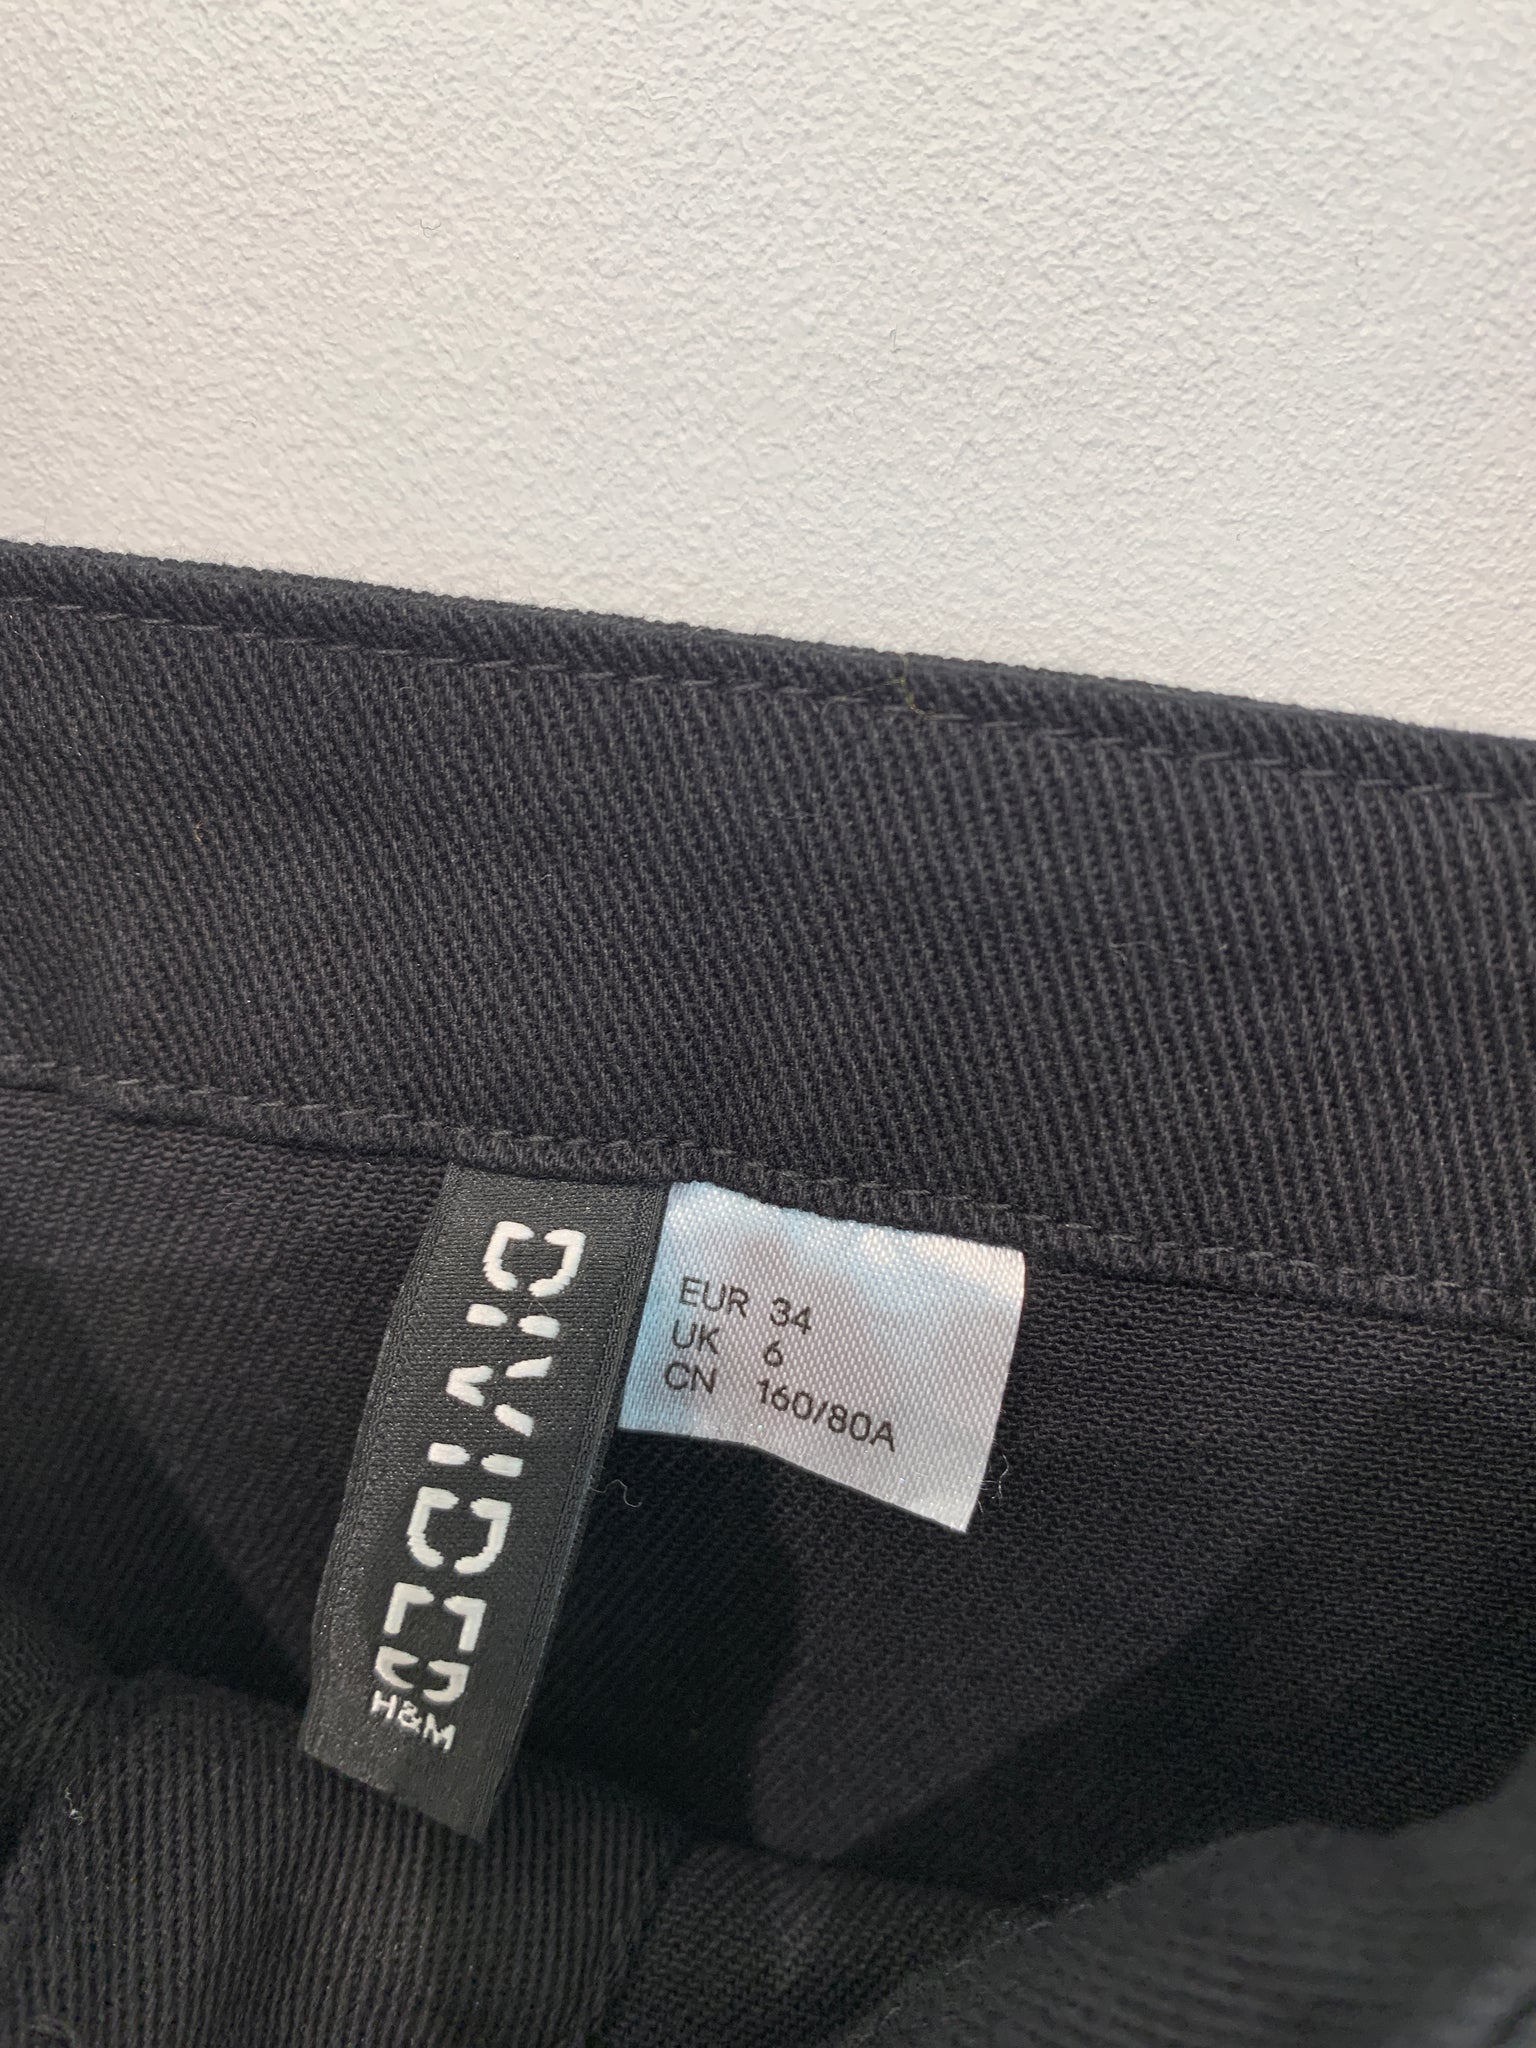 DIVIDED
H&M
EUR 34
UK 6
CN 160/80A